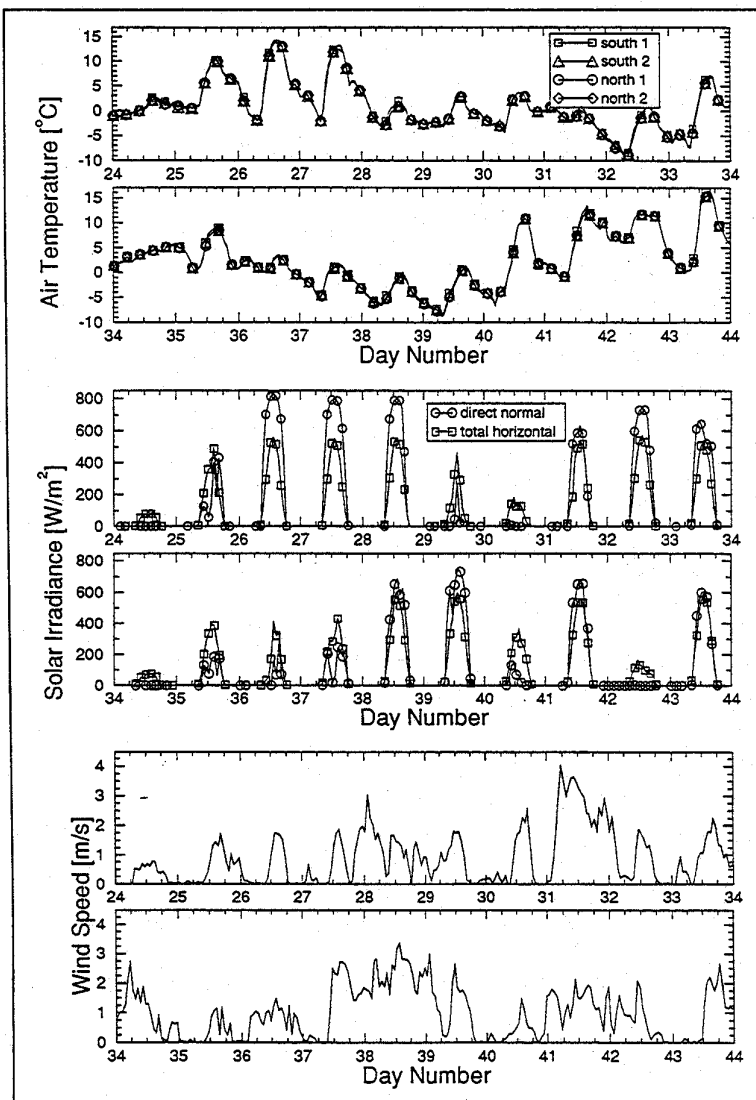 15
10
5
0
-5
-10
south 1
south 2
north 1
north 2
24 25 26 27 28 29 30 31 32 33 34
Air Temperature [°C]
15
10
5
0
-5
-10
34 35 36 37 38 39 40 41 42 43 44
Day Number
800
600
400
200
0
direct normal
total horizontal
24 25 26 27 28 29 30 31 32 33 34
Solar Irradiance [W/m²]
800
600
400
200
0
34 35 36 37 38 39 40 41 42 43 44
Day Number
4
3
2
1
0
24 25 26 27 28 29 30 31 32 33 34
Wind Speed [m/s]
4
3
2
1
0
34 35 36 37 38 39 40 41 42 43 44
Day Number